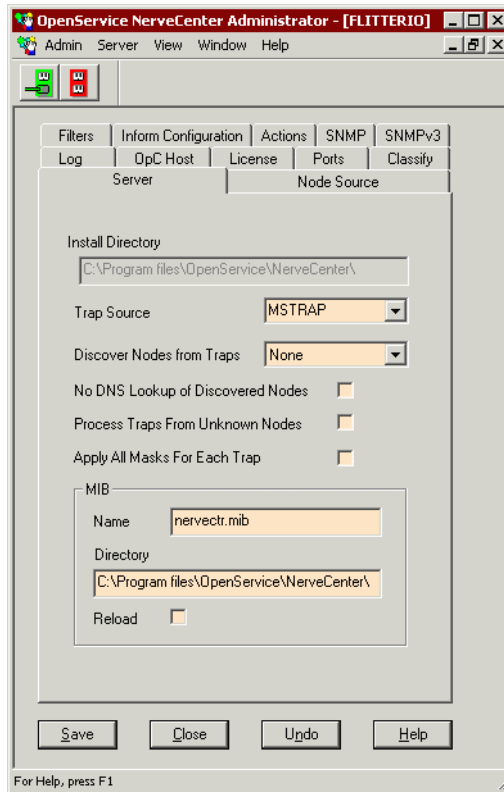 OpenService NerveCenter Administrator - [FLITTERIO]
Admin Server View Window Help
Filters Inform Configuration Actions SNMP SNMPv3
Log OpC Host License Ports Classify
Server Node Source
Install Directory
C:\Program files\OpenService\NerveCenter\
Trap Source MSTRAP
Discover Nodes from Traps None
No DNS Lookup of Discovered Nodes
Process Traps From Unknown Nodes
Apply All Masks For Each Trap
MIB
Name nervectr.mib
Directory
C:\Program files\OpenService\NerveCenter\
Reload
Save Close Undo Help
For Help, press F1